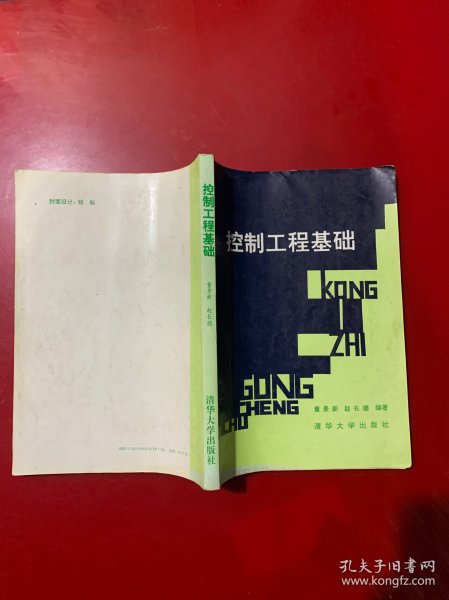 封面设计：程 耘
控制工程基础
董景新 赵长德
清华大学出版社
控制工程基础
KONG
ZHI
GONG
CHENG
董景新 赵长德 编著
清华大学出版社
孔夫子旧书网
www.kongfz.com